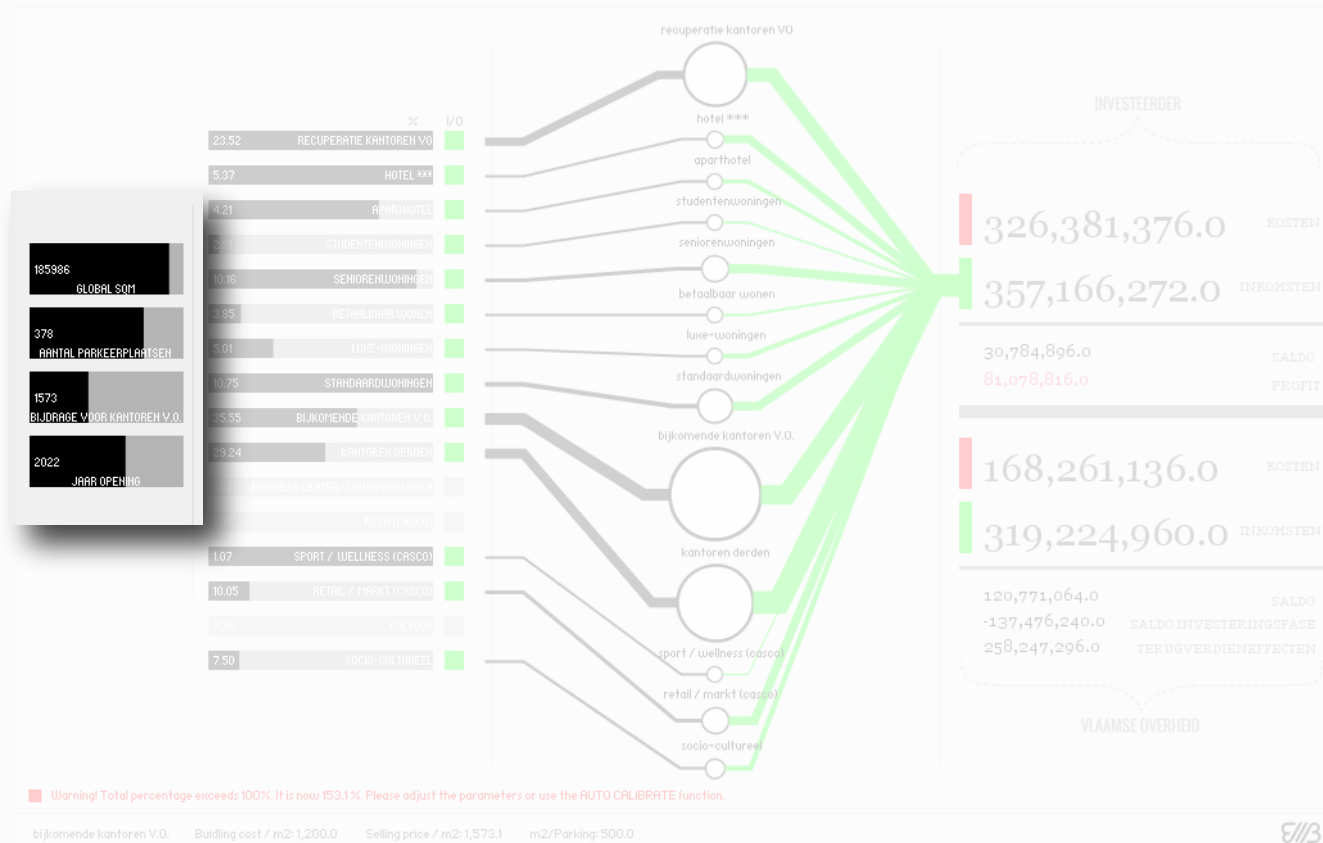 recuperatie kantoren VO.
hotel ***
aparthotel
studentenwoningen
seniorenwoningen
betaalbaar wonen
luxe-woningen
standaardwoningen
bijkomende kantoren V.O.
kantoren derden
sport / wellness (casco)
retail / markt (casco)
socio-cultureel
% I/O
23.52 RECUPERATIE KANTOREN VO
5.37 HOTEL ***
4.21 APARTHOTEL
STUDENTENWONINGEN
10.16 SENIORENWONINGEN
3.85 BETAALBAAR WONEN
5.01 LUXE-WONINGEN
10.75 STANDAARDWONINGEN
35.55 BIJKOMENDE KANTOREN V.O.
29.24 KANTOREN DERDEN
BUSINESS CENTER/ COWORKING AREA
RECA (CASCO)
1.07 SPORT / WELLNESS (CASCO)
10.05 RETAIL / MARKT (CASCO)
CULTUUR
7.50 SOCIO-CULTUREEL
185986
GLOBAL SQM
378
AANTAL PARKEERPLAATSEN
1573
BIJDRAGE VOOR KANTOREN V.O.
2022
JAAR OPENING
INVESTEERDER
326,381,376.0 KOSTEN
357,166,272.0 INKOMSTEN
30,784,896.0 SALDO
81,078,816.0 PROFIT
168,261,136.0 KOSTEN
319,224,960.0 INKOMSTEN
120,771,064.0 SALDO
-137,476,240.0 SALDO INVESTERINGSFASE
258,247,296.0 TERUGVERDIENEFFECTEN
VLAAMSE OVERHEID
Warning! Total percentage exceeds 100%. It is now 153.1 %. Please adjust the parameters or use the AUTO CALIBRATE function.
bijkomende kantoren V.O. Buidling cost / m2: 1,200.0 Selling price / m2: 1,573.1 m2/Parking: 500.0